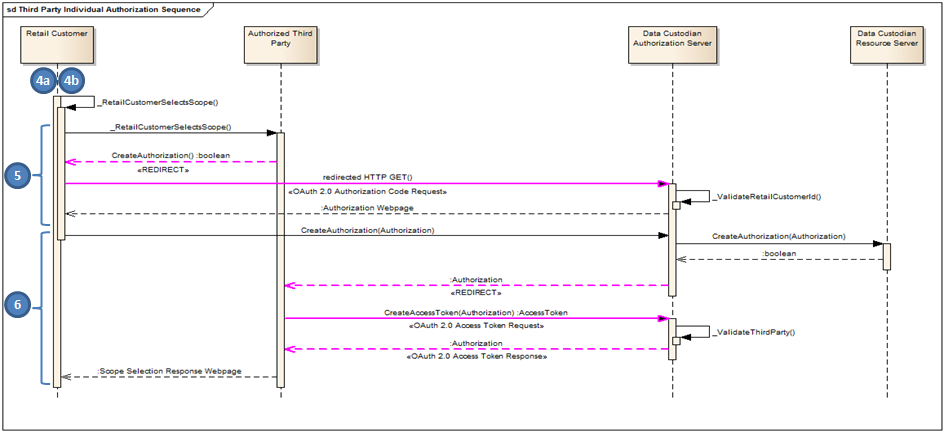 sd Third Party Individual Authorization Sequence
Retail Customer
Authorized Third
Party
Data Custodian
Authorization Server
Data Custodian
Resource Server
4a
4b
_RetailCustomerSelectsScope()
_RetailCustomerSelectsScope()
CreateAuthorization() :boolean
«REDIRECT»
5
redirected HTTP GET()
«OAuth 2.0 Authorization Code Request»
_ValidateRetailCustomerId()
:Authorization Webpage
CreateAuthorization(Authorization)
CreateAuthorization(Authorization)
:boolean
:Authorization
«REDIRECT»
6
CreateAccessToken(Authorization) :AccessToken
«OAuth 2.0 Access Token Request»
_ValidateThirdParty()
:Authorization
«OAuth 2.0 Access Token Response»
:Scope Selection Response Webpage